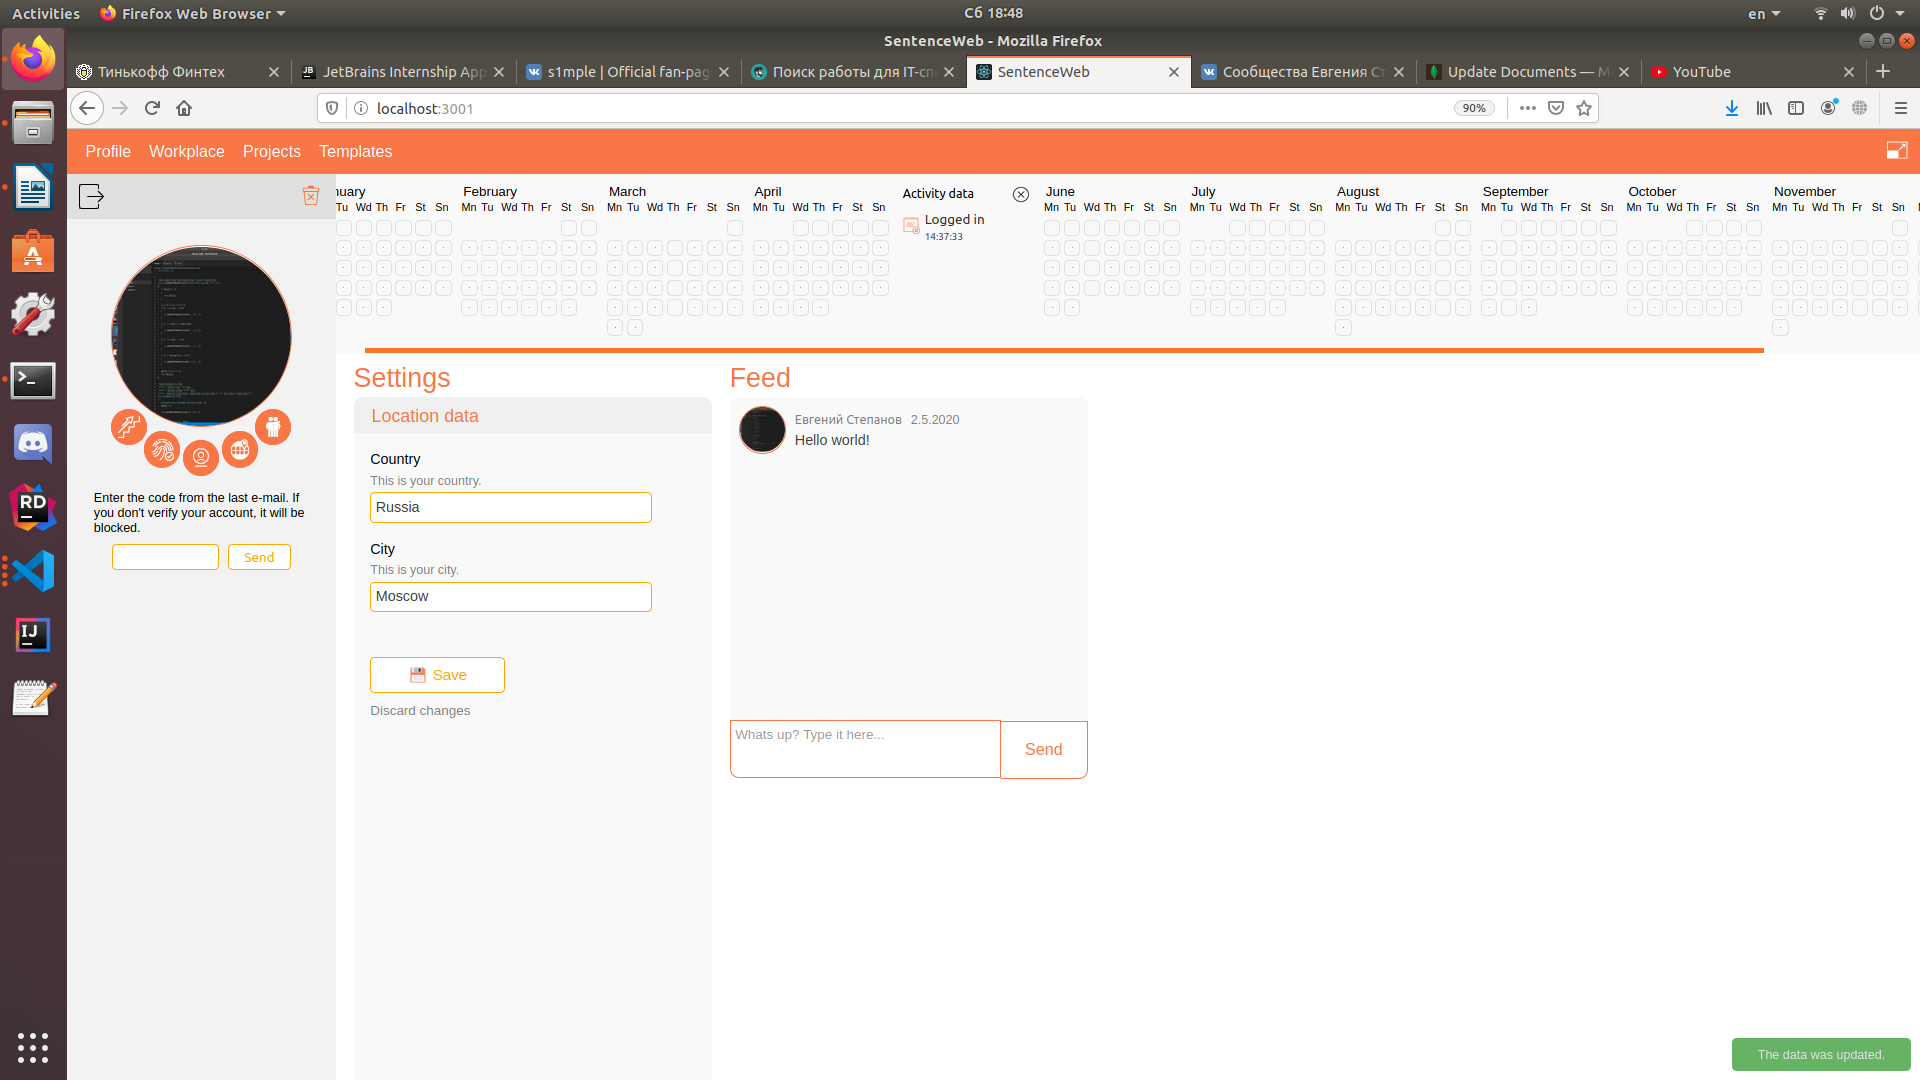 Activities
Firefox Web Browser
Сб 18:48
en
SentenceWeb - Mozilla Firefox
Тинькофф Финтех
JetBrains Internship App
s1mple | Official fan-pag
Поиск работы для IT-сп
SentenceWeb
Сообщества Евгения Ст
Update Documents — M
YouTube
localhost:3001
90%
Profile Workplace Projects Templates
nuary
Tu Wd Th Fr St Sn
February
Mn Tu Wd Th Fr St Sn
March
Mn Tu Wd Th Fr St Sn
April
Mn Tu Wd Th Fr St Sn
Activity data
Logged in
14:37:33
June
Mn Tu Wd Th Fr St Sn
July
Mn Tu Wd Th Fr St Sn
August
Mn Tu Wd Th Fr St Sn
September
Mn Tu Wd Th Fr St Sn
October
Mn Tu Wd Th Fr St Sn
November
Mn Tu Wd Th Fr St Sn
Enter the code from the last e-mail. If
you don't verify your account, it will be
blocked.
Send
Settings
Location data
Country
This is your country.
Russia
City
This is your city.
Moscow
Save
Discard changes
Feed
Евгений Степанов 2.5.2020
Hello world!
Whats up? Type it here...
Send
The data was updated.